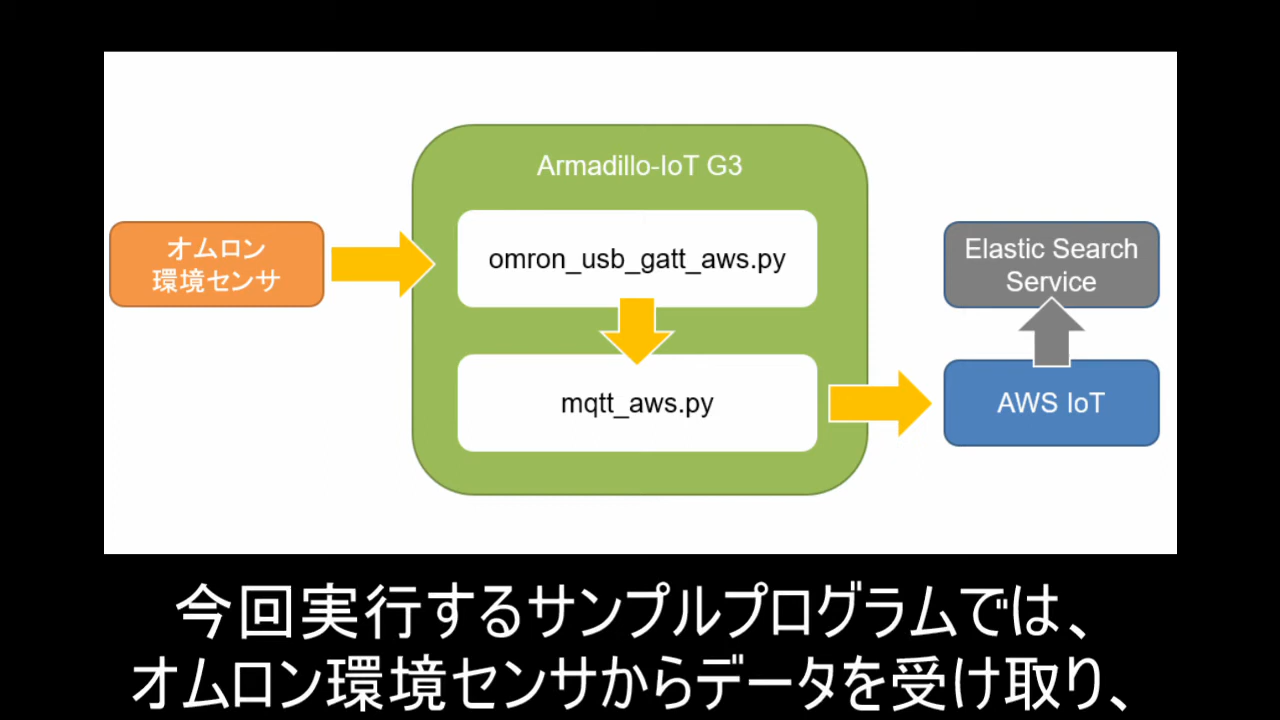 Armadillo-IoT G3
オムロン
環境センサ
omron_usb_gatt_aws.py
mqtt_aws.py
Elastic Search
Service
AWS IoT
今回実行するサンプルプログラムでは、
オムロン環境センサからデータを受け取り、